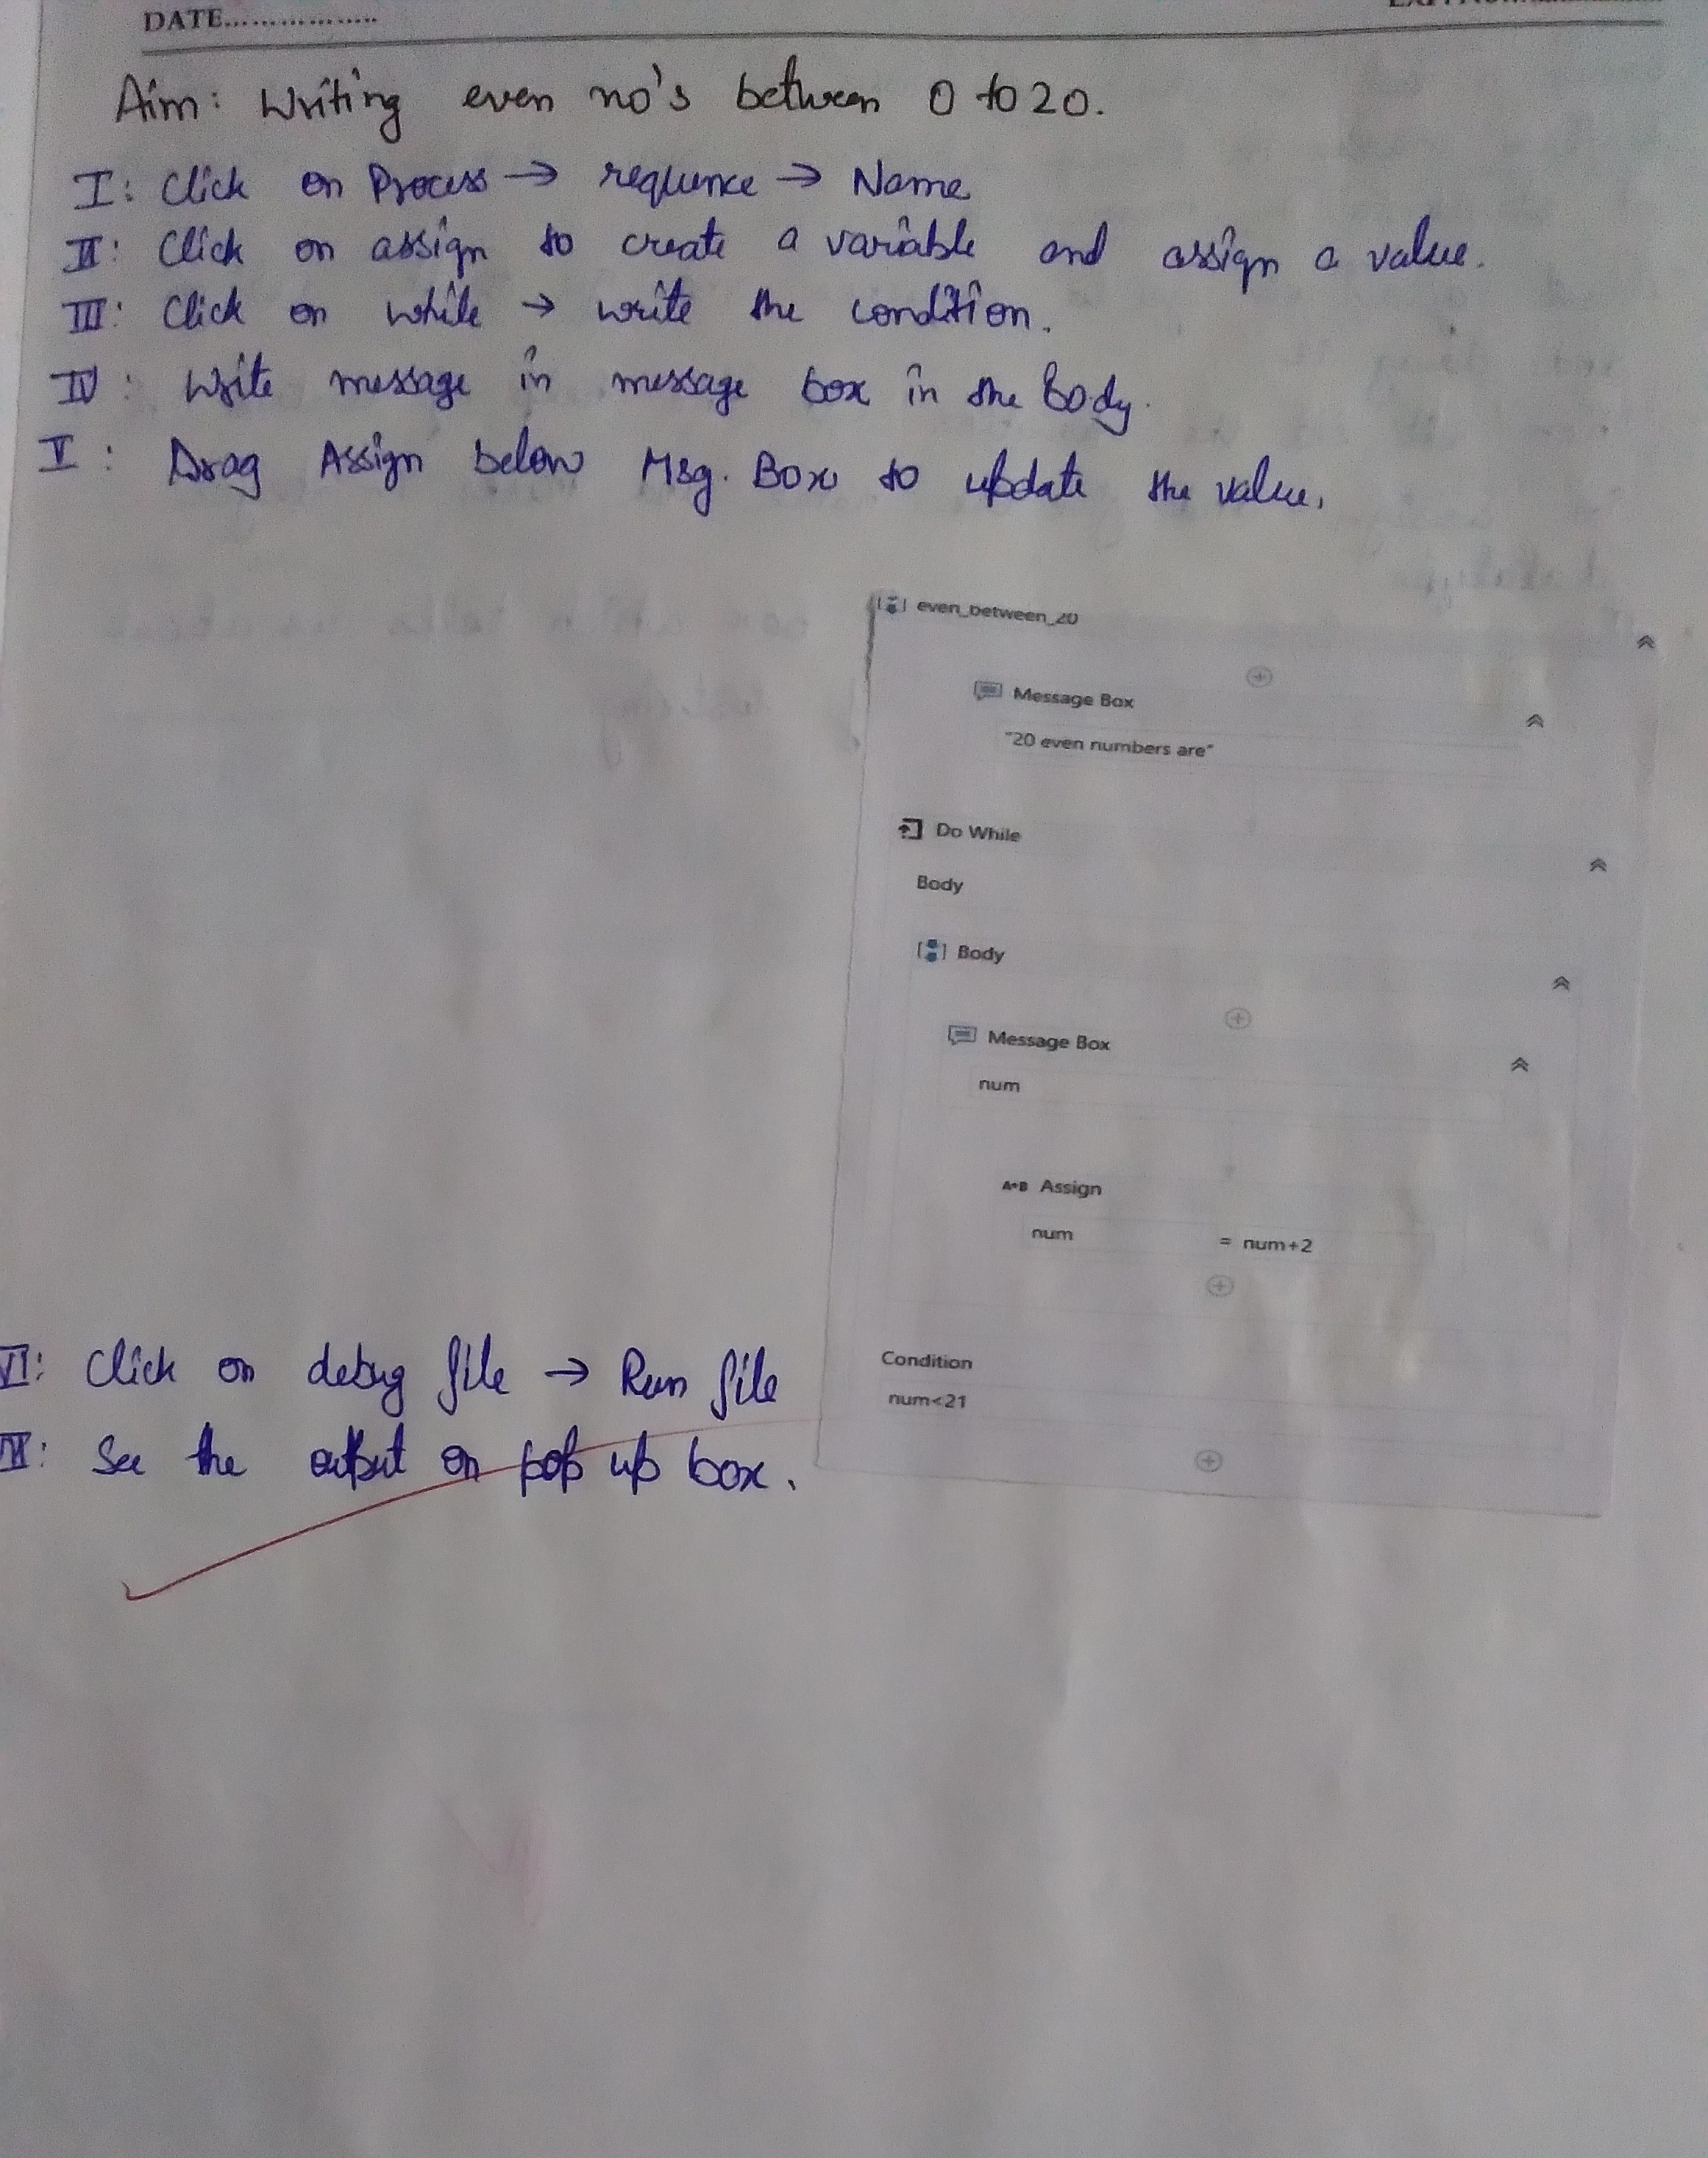 DATE..................
Aim: Writing even no's between 0 to 20.
I: Click on Process → requence → Name
II: Click on assign to create a variable and assign a value.
III: Click on while → write the condition.
IV: Write message in message box in the body.
V: Drag Assign below Msg. Box to update the value.
even_between_20
Message Box
"20 even numbers are"
Do While
Body
Body
Message Box
num
A+B Assign
num = num+2
Condition
num<21
VI: Click on debug file → Run file
VII: See the output on pop up box.